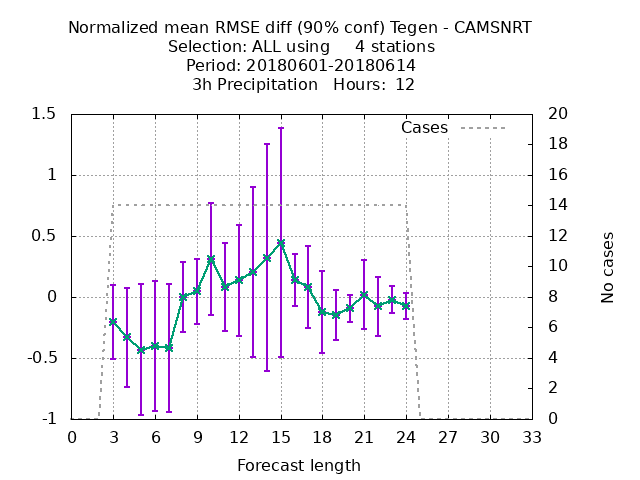 Normalized mean RMSE diff (90% conf) Tegen - CAMSNRT
Selection: ALL using     4 stations
Period: 20180601-20180614
3h Precipitation   Hours:  12
Cases
1.5
1
0.5
0
-0.5
-1
20
18
16
14
12
10
8
6
4
2
0
No cases
0 3 6 9 12 15 18 21 24 27 30 33
Forecast length